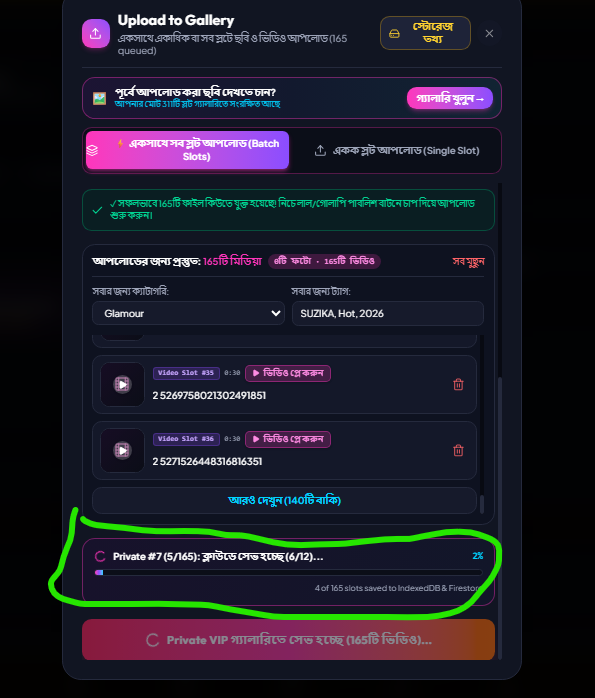 Upload to Gallery
একসাথে একাধিক বা সব স্লটে ছবি ও ভিডিও আপলোড (165
queued)
স্টোরেজ
তথ্য
পূর্বে আপলোড করা ছবি দেখতে চান?
আপনার মোট 311টি স্লট গ্যালারিতে সংরক্ষিত আছে
গ্যালারি খুলুন →
একসাথে সব স্লট আপলোড (Batch
Slots)
একক স্লট আপলোড (Single Slot)
✓ সফলভাবে 165টি ফাইল কিউতে যুক্ত হয়েছে! নিচে লাল/গোলাপি পাবলিশ বাটনে চাপ দিয়ে আপলোড
শুরু করুন।
আপলোডের জন্য প্রস্তুত: 165টি মিডিয়া
0টি ফটো · 165টি ভিডিও
সব মুছুন
সবার জন্য ক্যাটাগরি:
সবার জন্য ট্যাগ:
Glamour
SUZIKA, Hot, 2026
Video Slot #35
0:30
▶ ভিডিও প্লে করুন
2 526975802130249​1851
Video Slot #36
0:30
▶ ভিডিও প্লে করুন
2 5271526448316816351
আরও দেখুন (140টি বাকি)
Private #7 (5/165): ক্লাউডে সেভ হচ্ছে (6/12)...
2%
4 of 165 slots saved to IndexedDB & Firestore
Private VIP গ্যালারিতে সেভ হচ্ছে (165টি ভিডিও)...